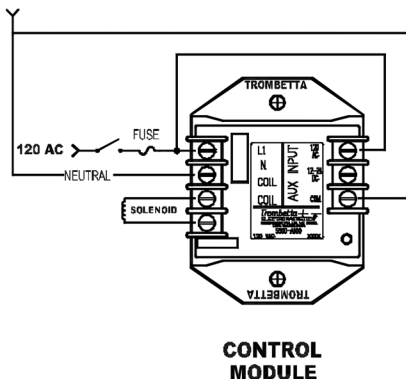 TROMBETTA
FUSE
120 AC
L1
N.
COIL
COIL
AUX INPUT
120
AC
12-24
DC
COM
NEUTRAL
SOLENOID
Trombetta
TROMBETTA
CONTROL
MODULE